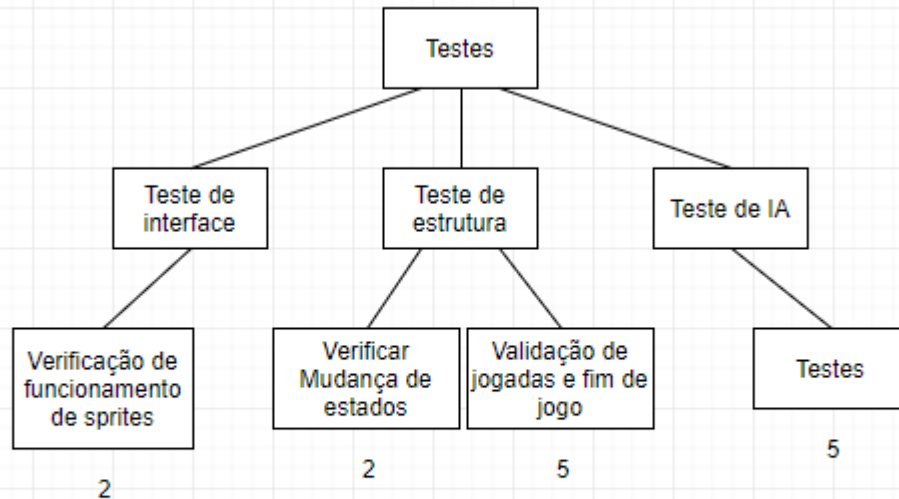 Testes
Teste de
interface
Teste de
estrutura
Teste de IA
Verificação de
funcionamento
de sprites
Verificar
Mudança de
estados
Validação de
jogadas e fim de
jogo
Testes
2
2
5
5